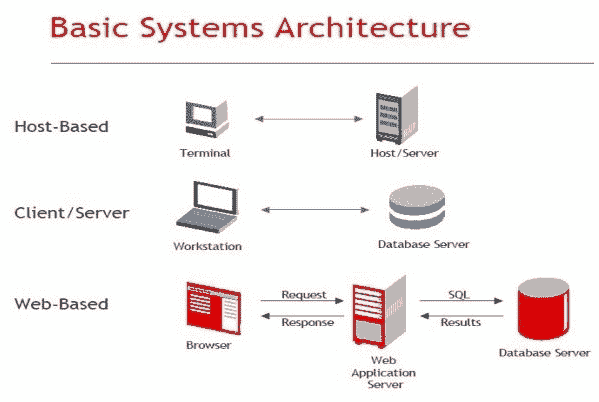 Basic Systems Architecture
Host-Based
Terminal
Host/Server
Client/Server
Workstation
Database Server
Web-Based
Request
Response
SQL
Results
Browser
Web
Application
Server
Database Server